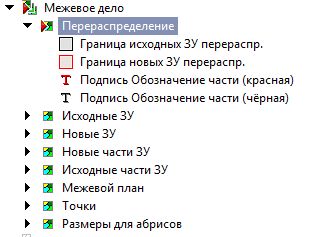 Межевое дело
Перераспределение
Граница исходных ЗУ перераспр.
Граница новых ЗУ перераспр.
Подпись Обозначение части (красная)
Подпись Обозначение части (чёрная)
Исходные ЗУ
Новые ЗУ
Новые части ЗУ
Исходные части ЗУ
Межевой план
Точки
Размеры для абрисов